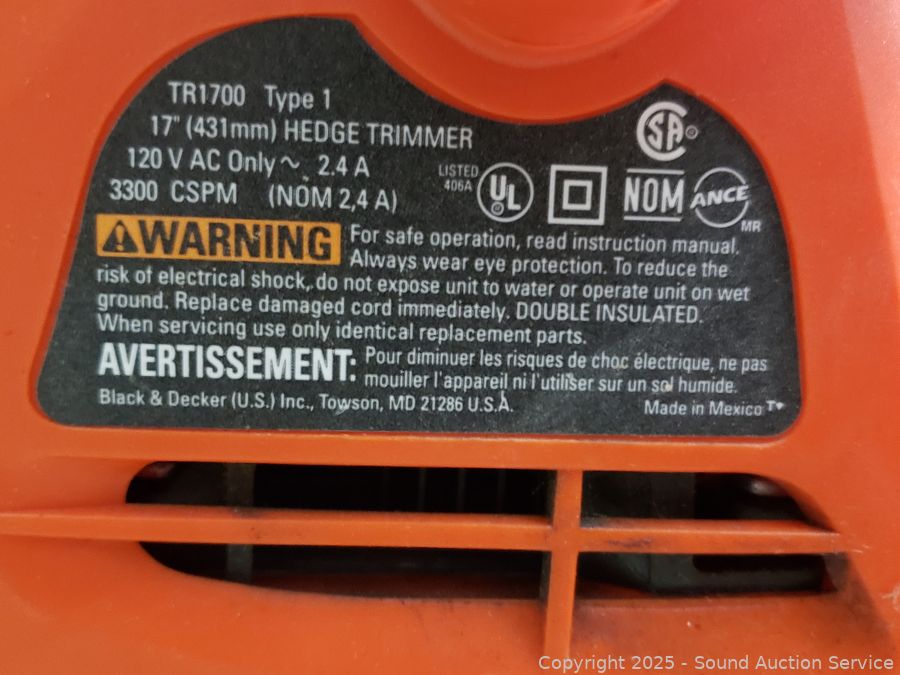 TR1700 Type 1
17" (431mm) HEDGE TRIMMER
120 V AC Only ~ 2.4 A
3300 CSPM (NOM 2,4 A)
SA
LISTED
406A
UL
NOM
ANCE
MR
WARNING For safe operation, read instruction manual.
Always wear eye protection. To reduce the
risk of electrical shock, do not expose unit to water or operate unit on wet
ground. Replace damaged cord immediately. DOUBLE INSULATED.
When servicing use only identical replacement parts.
AVERTISSEMENT: Pour diminuer les risques de choc électrique, ne pas
mouiller l'appareil ni l'utiliser sur un sol humide.
Black & Decker (U.S.) Inc., Towson, MD 21286 U.S.A.
Made in Mexico T
Copyright 2025 - Sound Auction Service